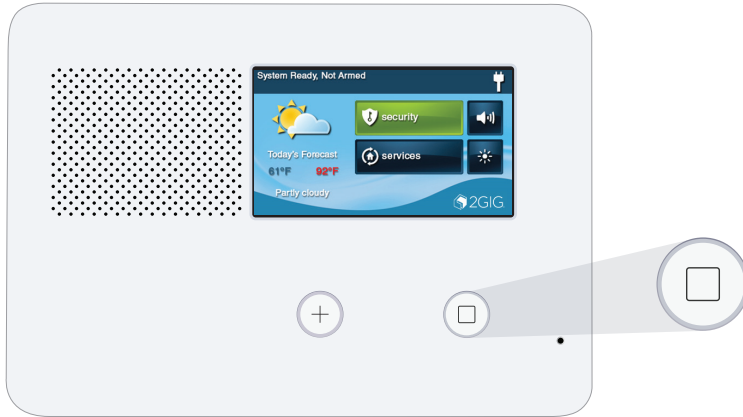 System Ready, Not Armed
security
Today's Forecast
services
61°F 92°F
Partly cloudy
2GIG